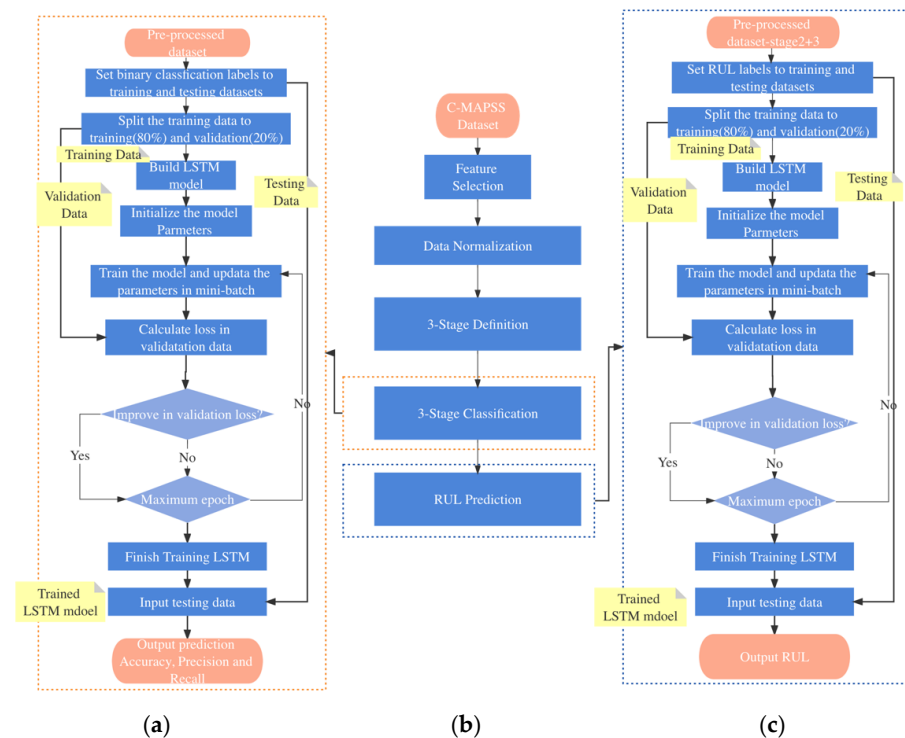 Pre-processed
dataset
Set binary classfication labels to
training and testing datasets
Split the training data to
training(80%) and validation(20%)
Training Data
Build LSTM
model
Validation
Data
Testing
Data
Initialize the model
Parmeters
Train the model and updata the
parameters in mini-batch
Calculate loss in
validatation data
Improve in validation loss?
No
Yes
No
Maximum epoch
Finish Training LSTM
Trained
LSTM mdoel
Input testing data
Output prediction
Accuracy, Precision and
Recall
(a)
C-MAPSS
Dataset
Feature
Selection
Data Normalization
3-Stage Definition
3-Stage Classification
RUL Prediction
(b)
Pre-processed
dataset-stage2+3
Set RUL labels to training and
testing datasets
Split the training data to
training(80%) and validation(20%)
Training Data
Build LSTM
model
Validation
Data
Testing
Data
Initialize the model
Parmeters
Train the model and updata the
parameters in mini-batch
Calculate loss in
validatation data
Improve in validation loss?
No
Yes
No
Maximum epoch
Finish Training LSTM
Trained
LSTM mdoel
Input testing data
Output RUL
(c)